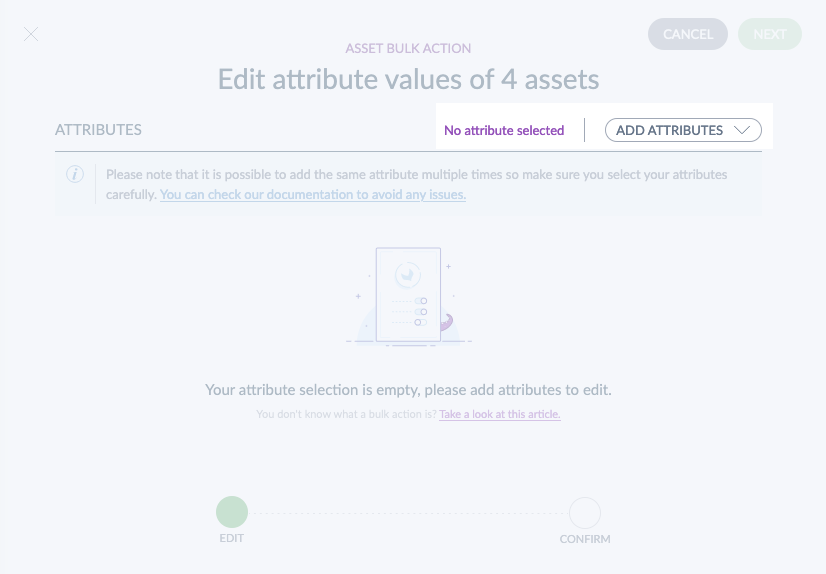 CANCEL
NEXT
ASSET BULK ACTION
Edit attribute values of 4 assets
ATTRIBUTES
No attribute selected
ADD ATTRIBUTES
Please note that it is possible to add the same attribute multiple times so make sure you select your attributes
carefully. You can check our documentation to avoid any issues.
Your attribute selection is empty, please add attributes to edit.
You don't know what a bulk action is? Take a look at this article.
EDIT
CONFIRM